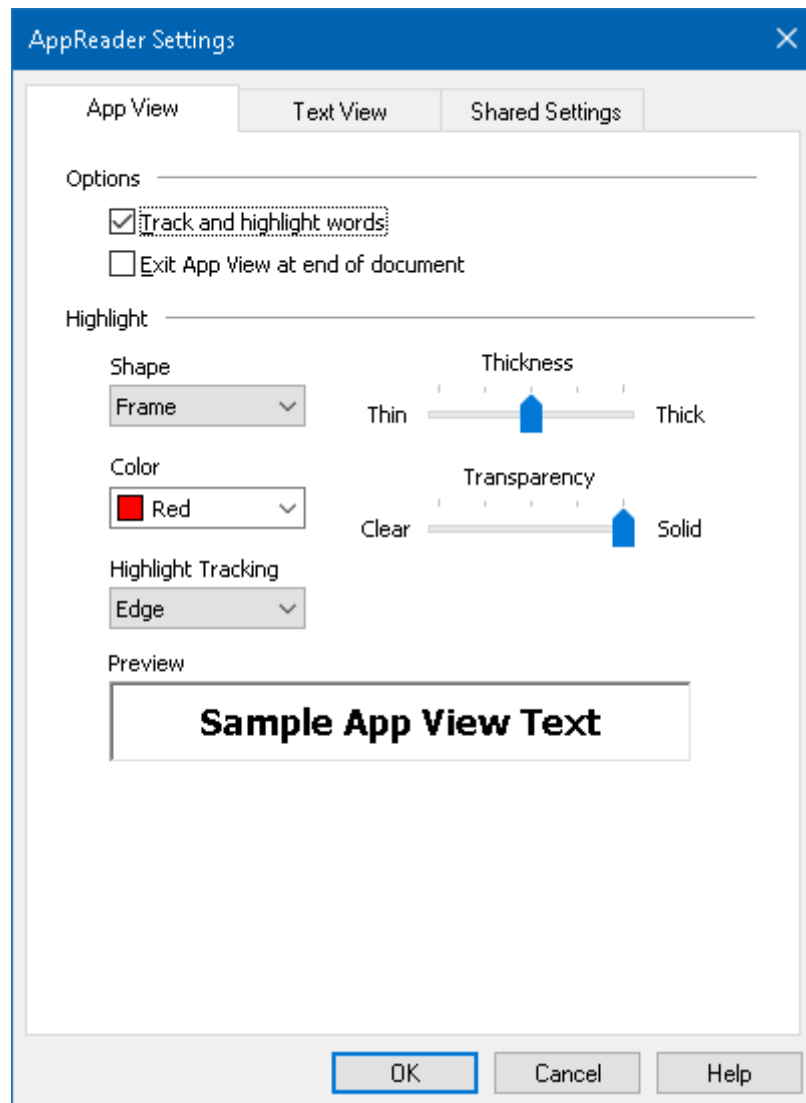 AppReader Settings
App View
Text View
Shared Settings
Options
Track and highlight words
Exit App View at end of document
Highlight
Shape
Frame
Thickness
Thin
Thick
Color
Red
Transparency
Clear
Solid
Highlight Tracking
Edge
Preview
Sample App View Text
OK
Cancel
Help